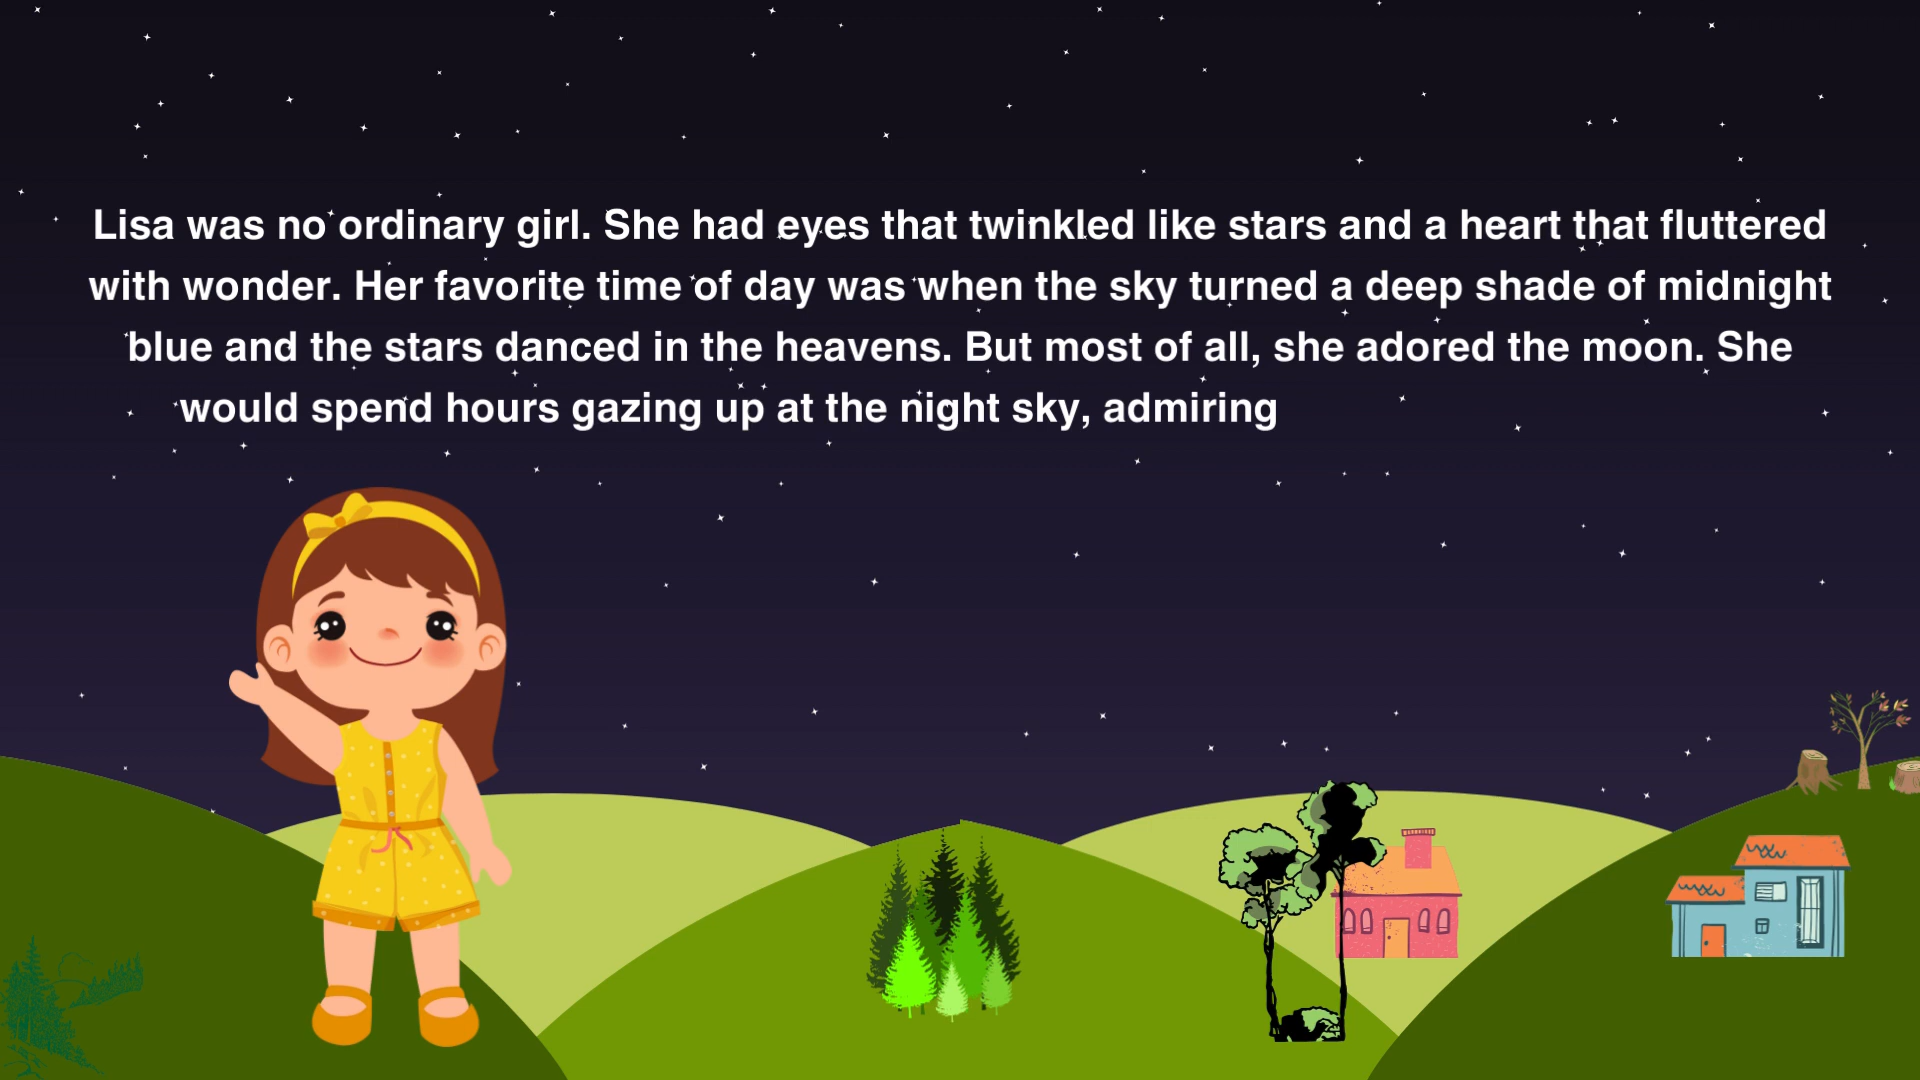 Lisa was no ordinary girl. She had eyes that twinkled like stars and a heart that fluttered
with wonder. Her favorite time of day was when the sky turned a deep shade of midnight
blue and the stars danced in the heavens. But most of all, she adored the moon. She
would spend hours gazing up at the night sky, admiring